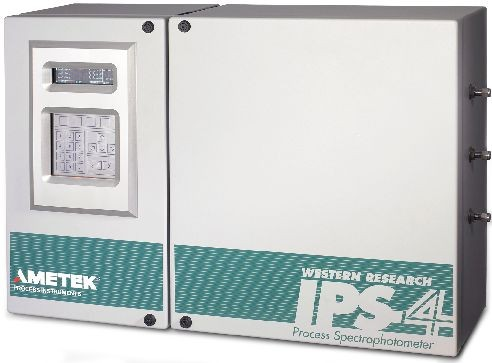 AMETEK®
PROCESS INSTRUMENTS
WESTERN RESEARCH
IPS-4
Process Spectrophotometer